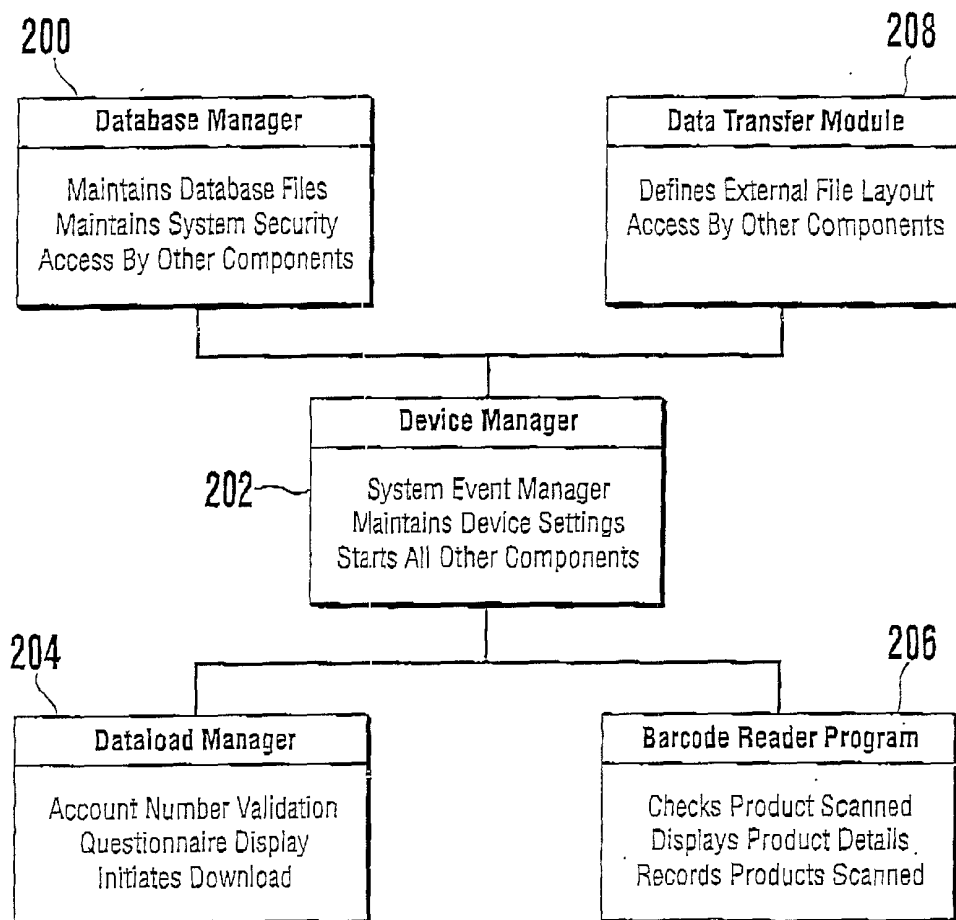 200
208
Database Manager
Maintains Database Files
Maintains System Security
Access By Other Components
Data Transfer Module
Defines External File Layout
Access By Other Components
Device Manager
202
System Event Manager
Maintains Device Settings
Starts All Other Components
204
206
Dataload Manager
Account Number Validation
Questionnaire Display
Initiates Download
Barcode Reader Program
Checks Product Scanned
Displays Product Details
Records Products Scanned